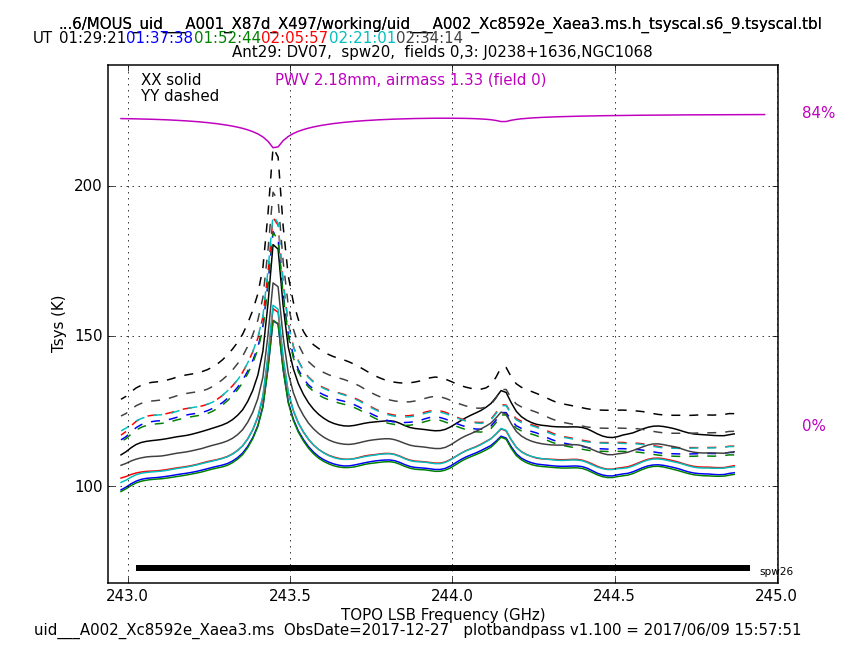 ...6/MOUS_uid___A001_X87d_X497/working/uid___A002_Xc8592e_Xaea3.ms.h_tsyscal.s6_9.tsyscal.tbl
UT 01:29:21 01:37:38 01:52:44 02:05:57 02:21:01 02:34:14
Ant29: DV07,  spw20,  fields 0,3: J0238+1636,NGC1068
XX solid
YY dashed
PWV 2.18mm, airmass 1.33 (field 0)
84%
0%
200
150
100
Tsys (K)
spw26
243.0 243.5 244.0 244.5 245.0
TOPO LSB Frequency (GHz)
uid___A002_Xc8592e_Xaea3.ms  ObsDate=2017-12-27   plotbandpass v1.100 = 2017/06/09 15:57:51